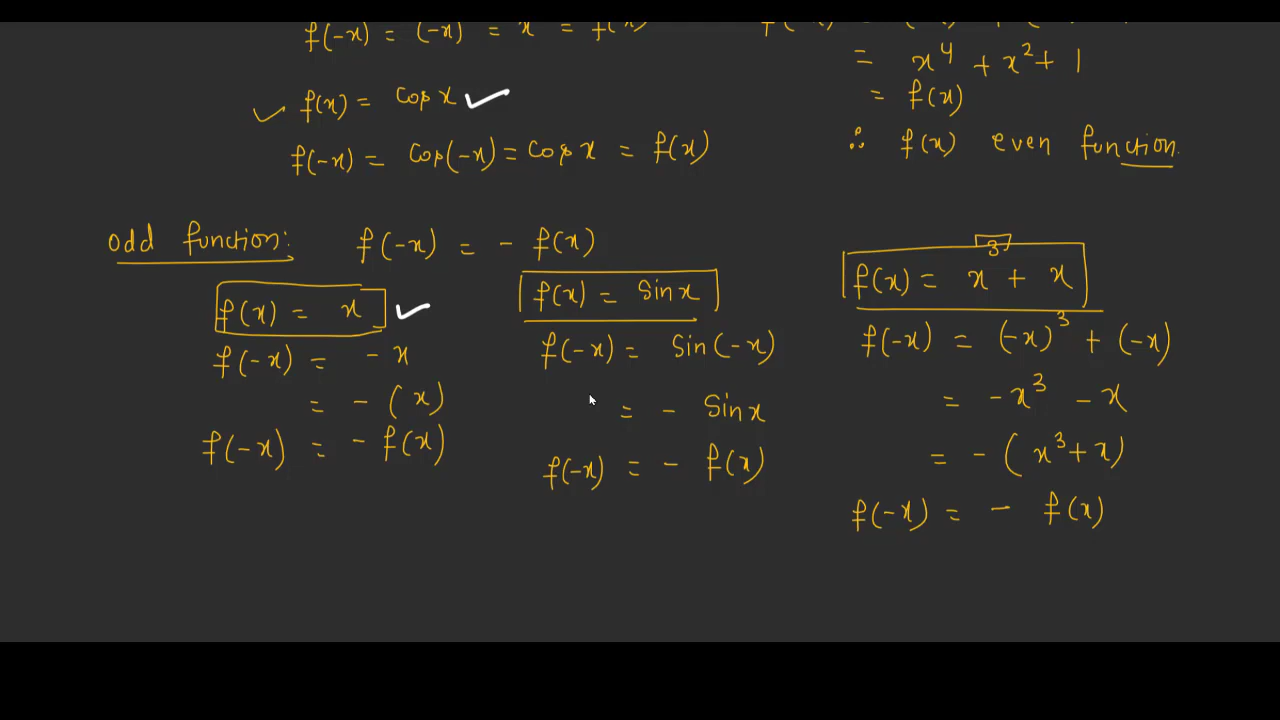 f(-x) = (-x) = x = f(x)
f(x) = Cos x
f(-x) = Cos(-x) = Cos x = f(x)
= x⁴ + x² + 1
= f(x)
∴ f(x) even function.
odd function: f(-x) = - f(x)
f(x) = x
f(-x) = - x
= - (x)
f(-x) = - f(x)
f(x) = Sin x
f(-x) = Sin(-x)
= - Sin x
f(-x) = - f(x)
f(x) = x³ + x
f(-x) = (-x)³ + (-x)
= -x³ - x
= - (x³ + x)
f(-x) = - f(x)